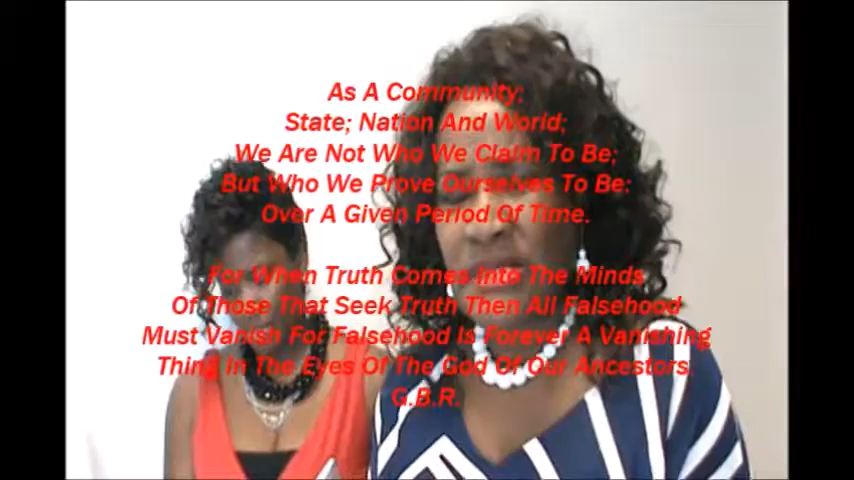 As A Community;
State; Nation And World;
We Are Not Who We Claim To Be;
But Who We Prove Ourselves To Be:
Over A Given Period Of Time.
For When Truth Comes Into The Minds
Of Those That Seek Truth Then All Falsehood
Must Vanish For Falsehood Is Forever A Vanishing
Thing In The Eyes Of The God Of Our Ancestors.
G.B.R.